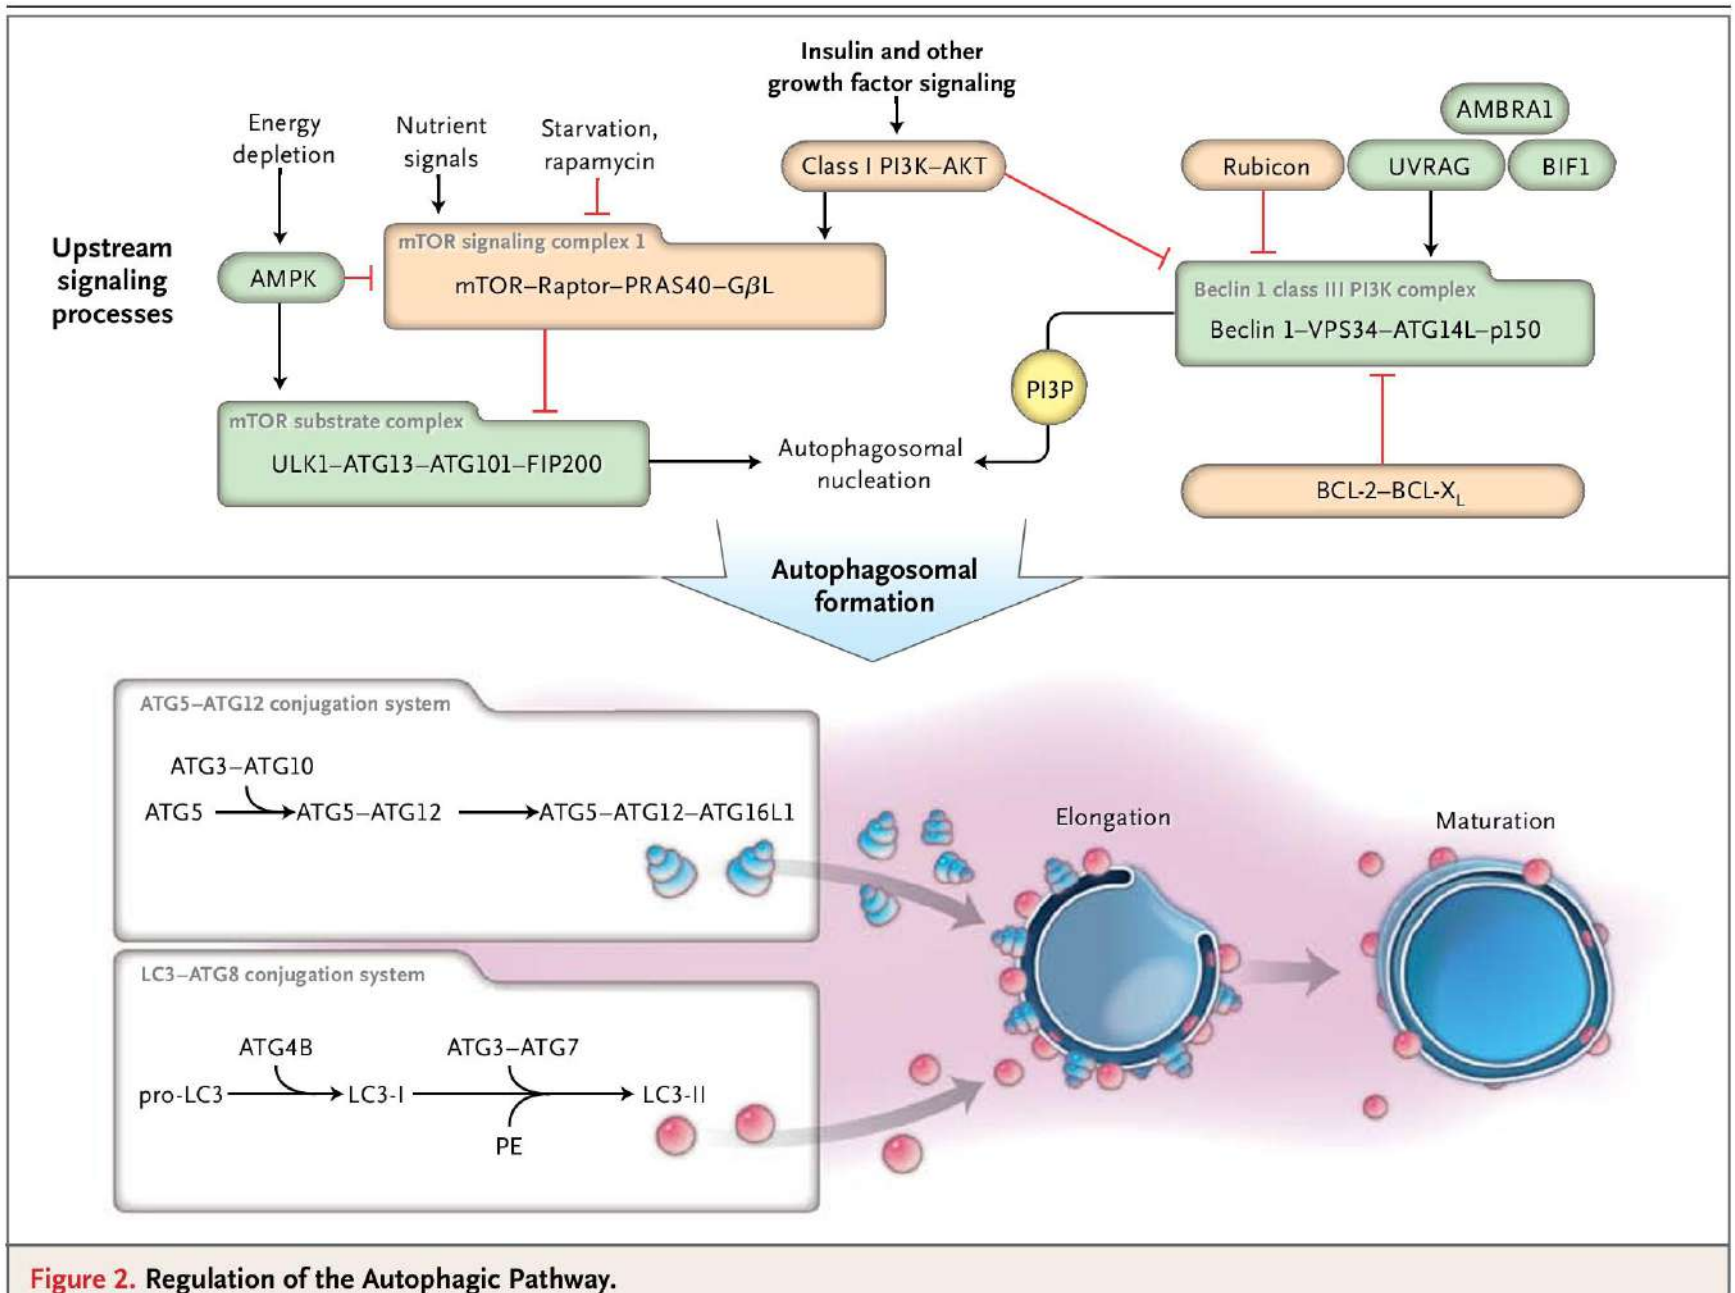 Insulin and other
growth factor signaling
Energy
depletion
Nutrient
signals
Starvation,
rapamycin
Class I PI3K–AKT
AMBRA1
Rubicon
UVRAG
BIF1
Upstream
signaling
processes
AMPK
mTOR signaling complex 1
mTOR–Raptor–PRAS40–GβL
Beclin 1 class III PI3K complex
Beclin 1–VPS34–ATG14L–p150
PI3P
mTOR substrate complex
ULK1–ATG13–ATG101–FIP200
Autophagosomal
nucleation
BCL-2–BCL-XL
Autophagosomal
formation
ATG5–ATG12 conjugation system
ATG3–ATG10
ATG5
ATG5–ATG12
ATG5–ATG12–ATG16L1
Elongation
Maturation
LC3–ATG8 conjugation system
ATG4B
ATG3–ATG7
pro-LC3
LC3-I
LC3-II
PE
Figure 2. Regulation of the Autophagic Pathway.